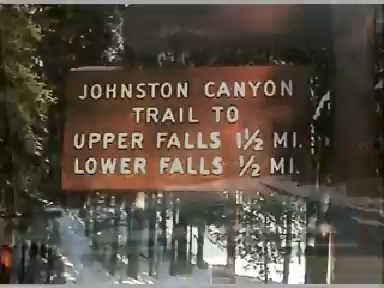 JOHNSTON CANYON
TRAIL TO
UPPER FALLS 1½ MI.
LOWER FALLS ½ MI.